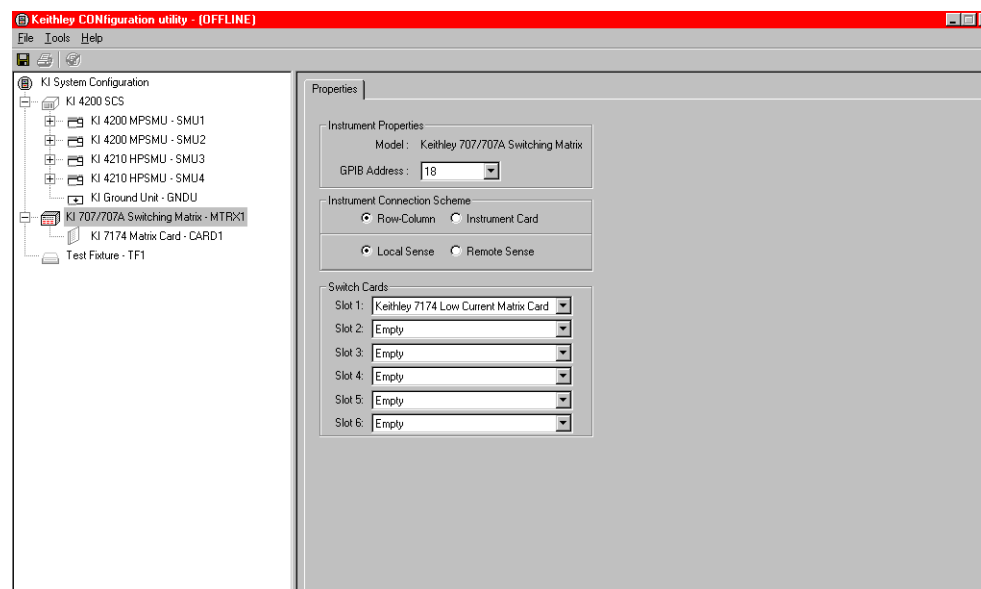 Keithley CONfiguration utility - (OFFLINE)
File Tools Help
KI System Configuration
KI 4200 SCS
KI 4200 MPSMU - SMU1
KI 4200 MPSMU - SMU2
KI 4210 HPSMU - SMU3
KI 4210 HPSMU - SMU4
KI Ground Unit - GNDU
KI 707/707A Switching Matrix - MTRX1
KI 7174 Matrix Card - CARD1
Test Fixture - TF1
Properties
Instrument Properties
Model : Keithley 707/707A Switching Matrix
GPIB Address : 18
Instrument Connection Scheme
Row-Column Instrument Card
Local Sense Remote Sense
Switch Cards
Slot 1: Keithley 7174 Low Current Matrix Card
Slot 2: Empty
Slot 3: Empty
Slot 4: Empty
Slot 5: Empty
Slot 6: Empty